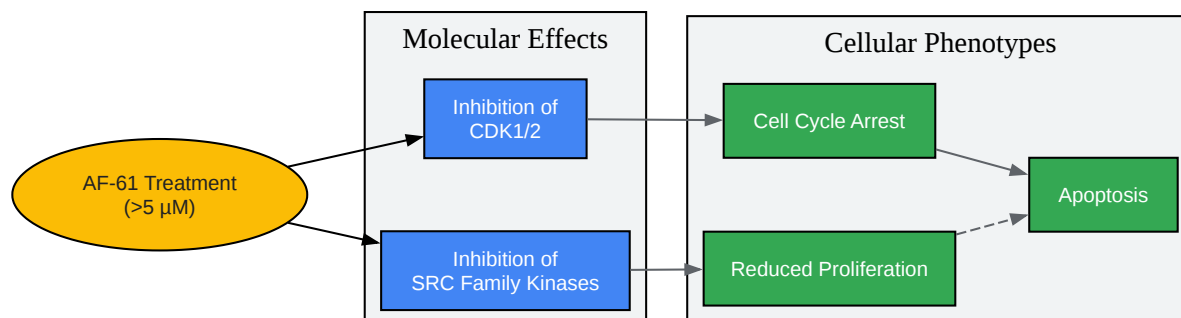 Molecular Effects
Cellular Phenotypes
Inhibition of
CDK1/2
Cell Cycle Arrest
AF-61 Treatment
(>5 µM)
Apoptosis
Inhibition of
SRC Family Kinases
Reduced Proliferation